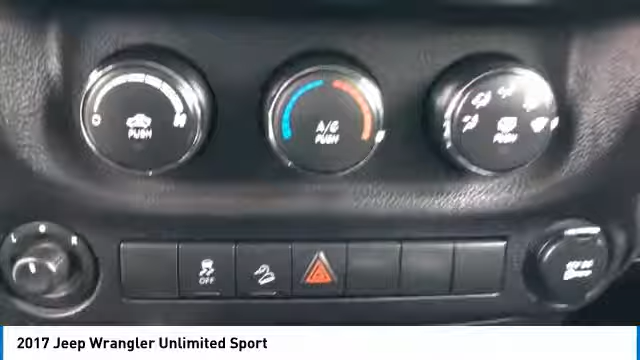 PUSH
A/C
PUSH
PUSH
L O R
OFF
2017 Jeep Wrangler Unlimited Sport